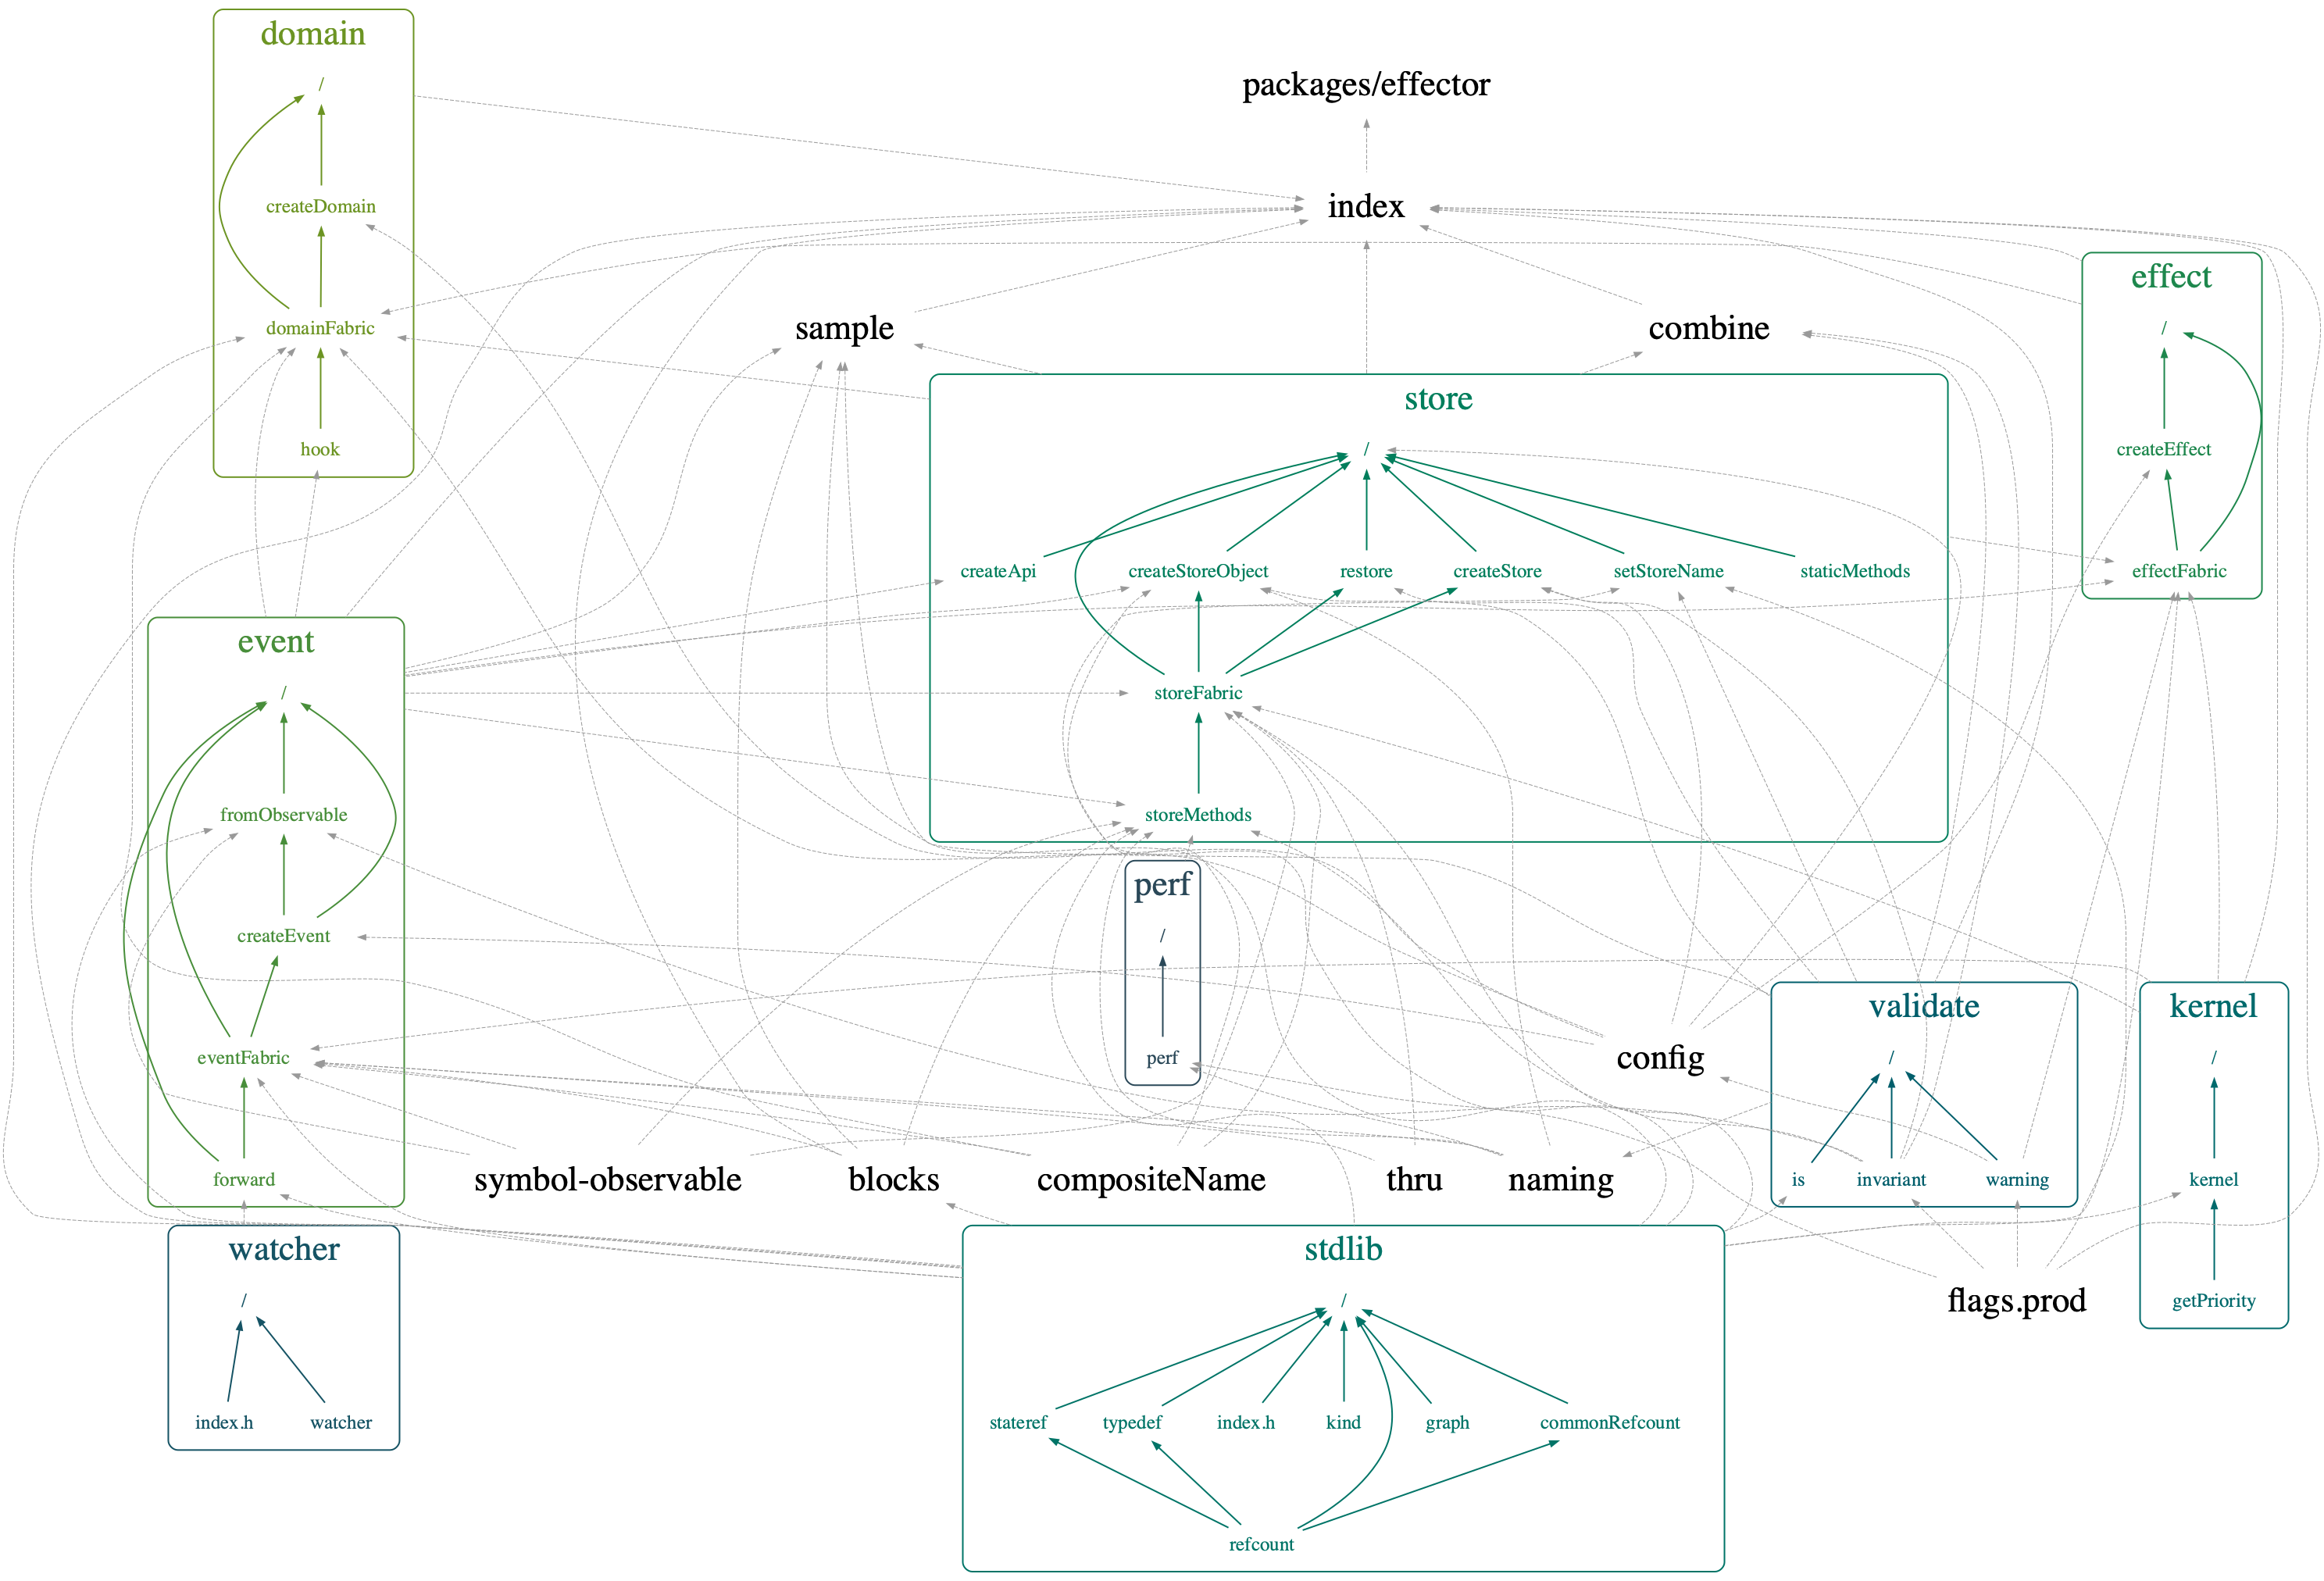 domain
/
packages/effector
createDomain
index
effect
domainFabric
sample
combine
/
store
hook
/
createEffect
createApi
createStoreObject
restore
createStore
setStoreName
staticMethods
effectFabric
event
/
storeFabric
fromObservable
storeMethods
perf
createEvent
/
validate
kernel
eventFabric
perf
config
/
/
forward
symbol-observable
blocks
compositeName
thru
naming
is
invariant
warning
kernel
watcher
stdlib
/
/
flags.prod
getPriority
index.h
watcher
stateref
typedef
index.h
kind
graph
commonRefcount
refcount